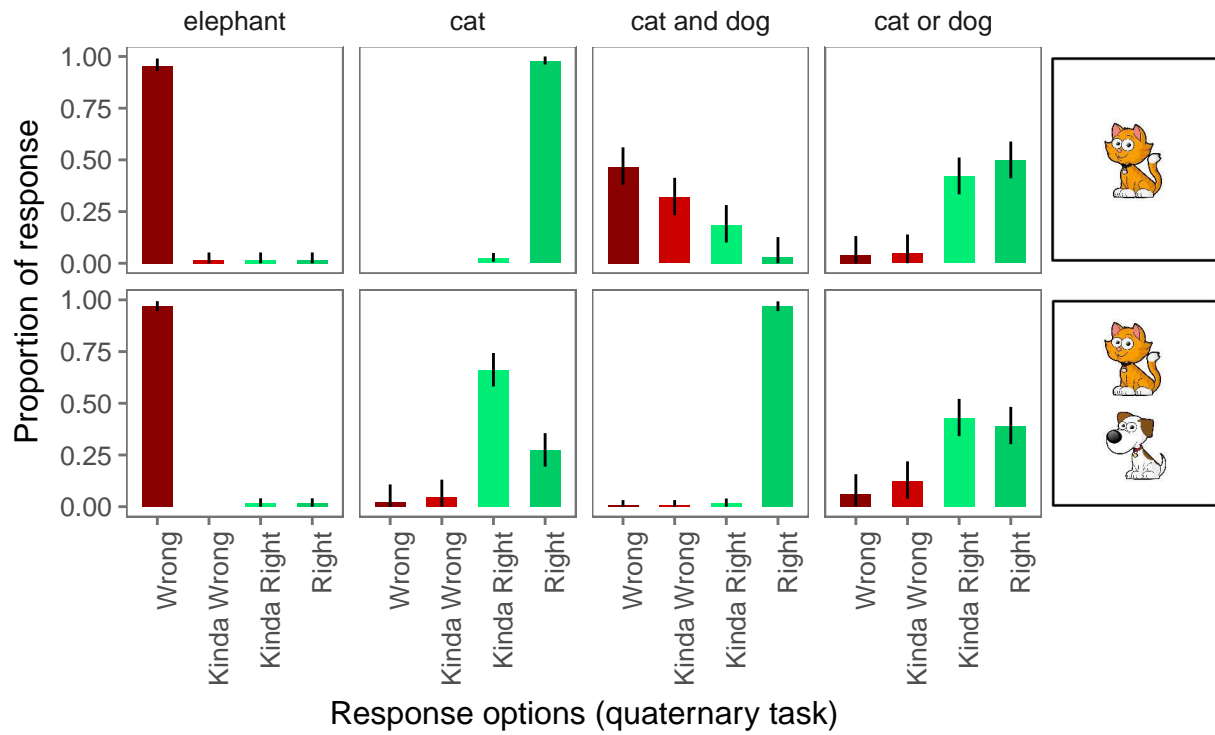 elephant cat cat and dog cat or dog
Proportion of response
1.00
0.75
0.50
0.25
0.00
1.00
0.75
0.50
0.25
0.00
Wrong Kinda Wrong Kinda Right Right Wrong Kinda Wrong Kinda Right Right Wrong Kinda Wrong Kinda Right Right Wrong Kinda Wrong Kinda Right Right
Response options (quaternary task)